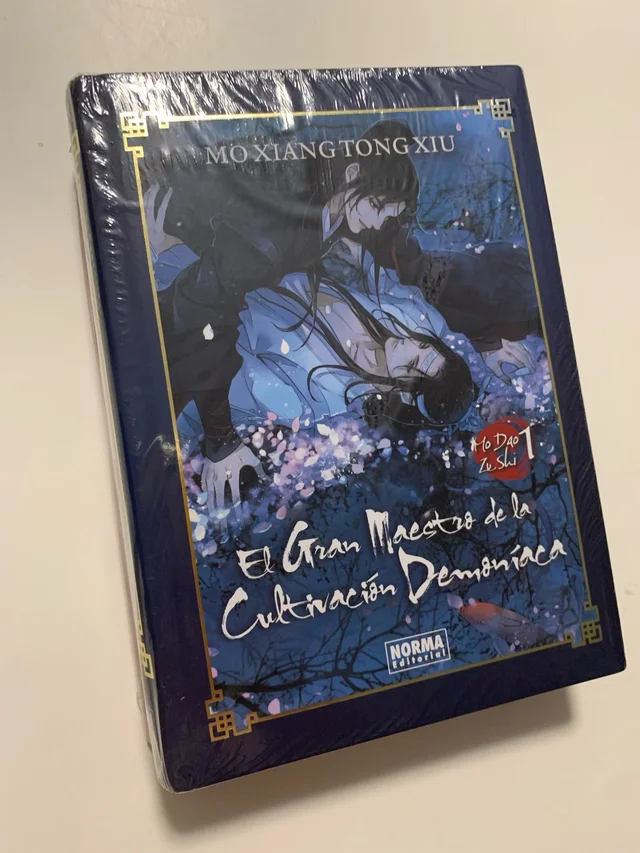 MO XIANG TONG XIU
Mo Dao
Zu Shi
1
El Gran Maestro de la
Cultivación Demoníaca
NORMA
Editorial